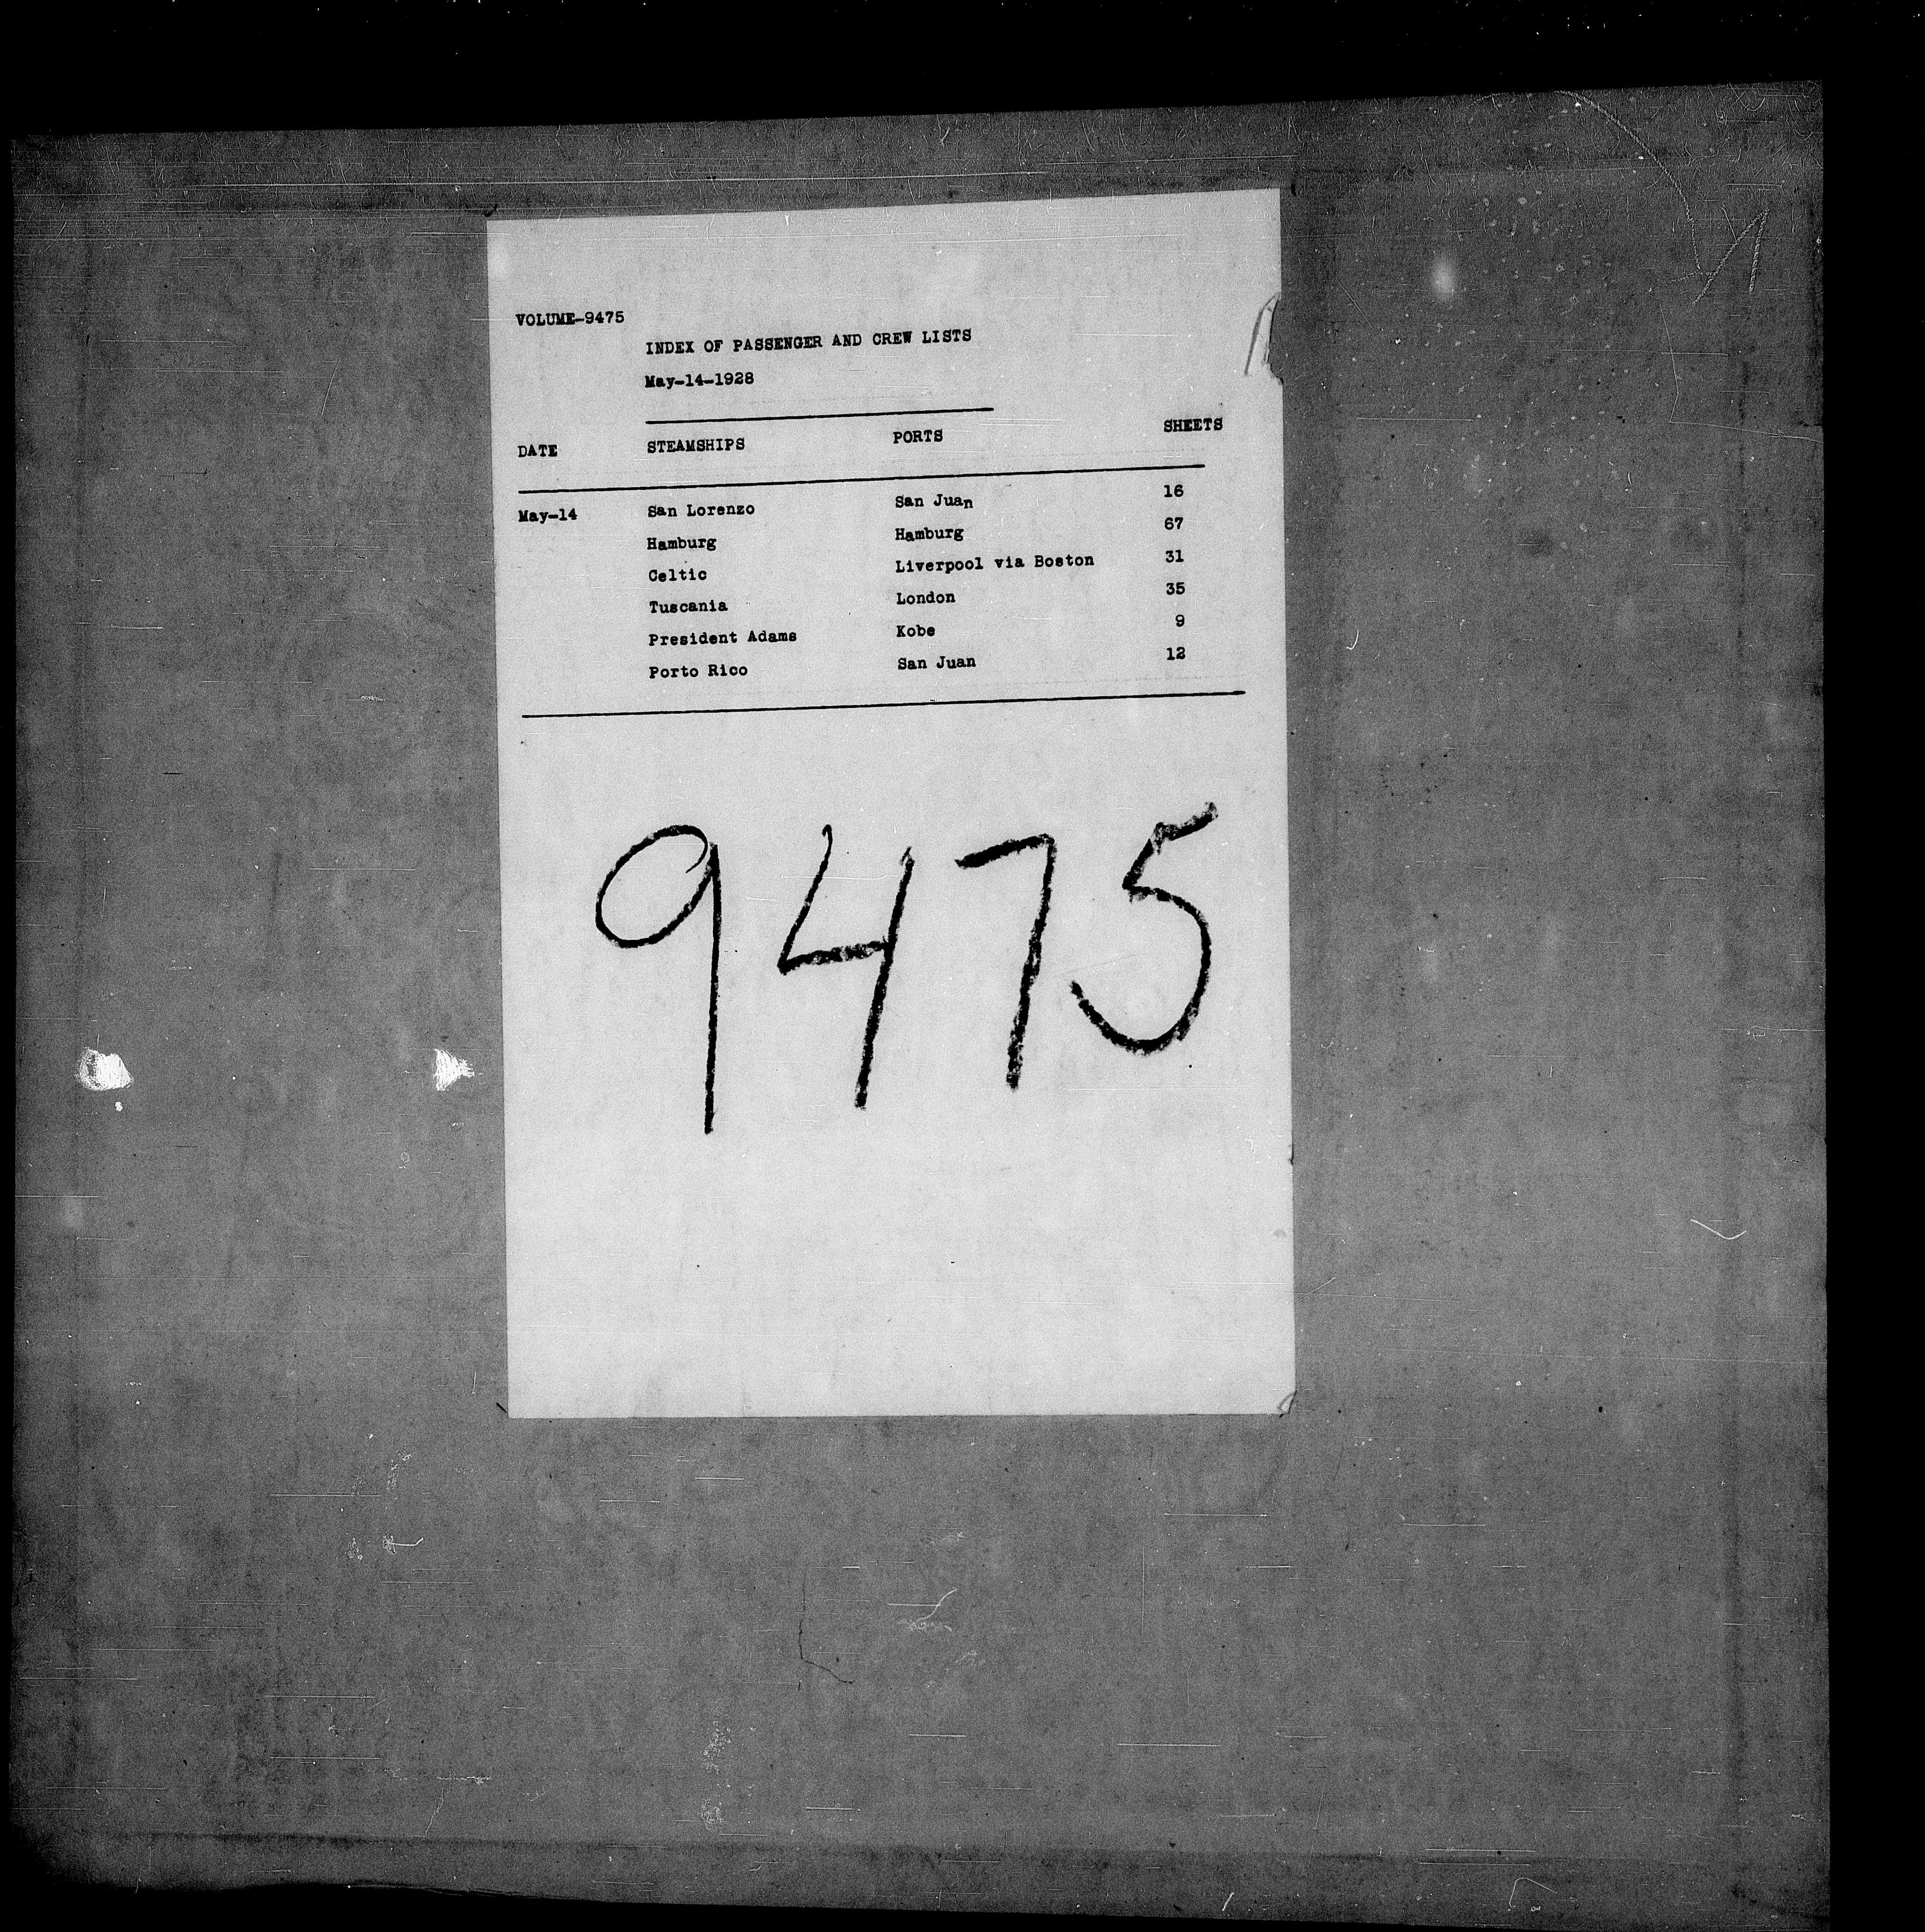 VOLUME-9475
INDEX OF PASSENGER AND CREW LISTS
May-14-1928
DATE STEAMSHIPS PORTS SHEETS
May-14 San Lorenzo San Juan 16
Hamburg Hamburg 67
Celtic Liverpool via Boston 31
Tuscania London 35
President Adams Kobe 9
Porto Rico San Juan 12
9475